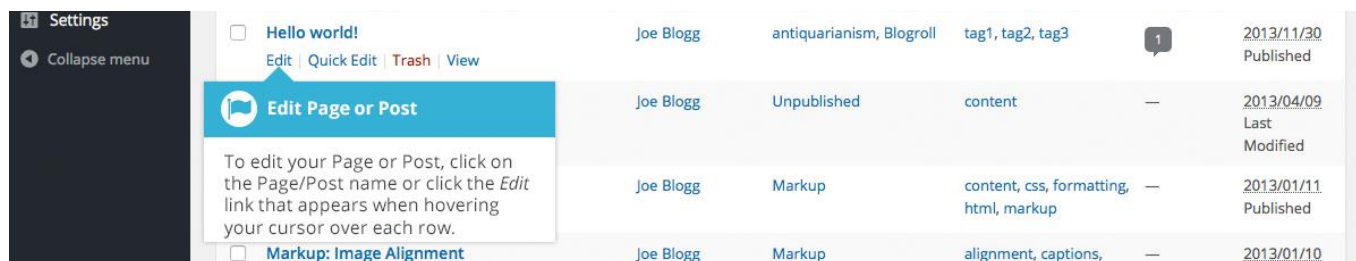 Settings
Collapse menu
Hello world! Joe Blogg antiquarianism, Blogroll tag1, tag2, tag3 1 2013/11/30
Edit | Quick Edit | Trash | View Published
Edit Page or Post
Joe Blogg Unpublished content — 2013/04/09
Last
Modified
To edit your Page or Post, click on
the Page/Post name or click the Edit
link that appears when hovering
your cursor over each row.
Joe Blogg Markup content, css, formatting, — 2013/01/11
html, markup Published
Markup: Image Alignment Joe Blogg Markup alignment, captions, — 2013/01/10